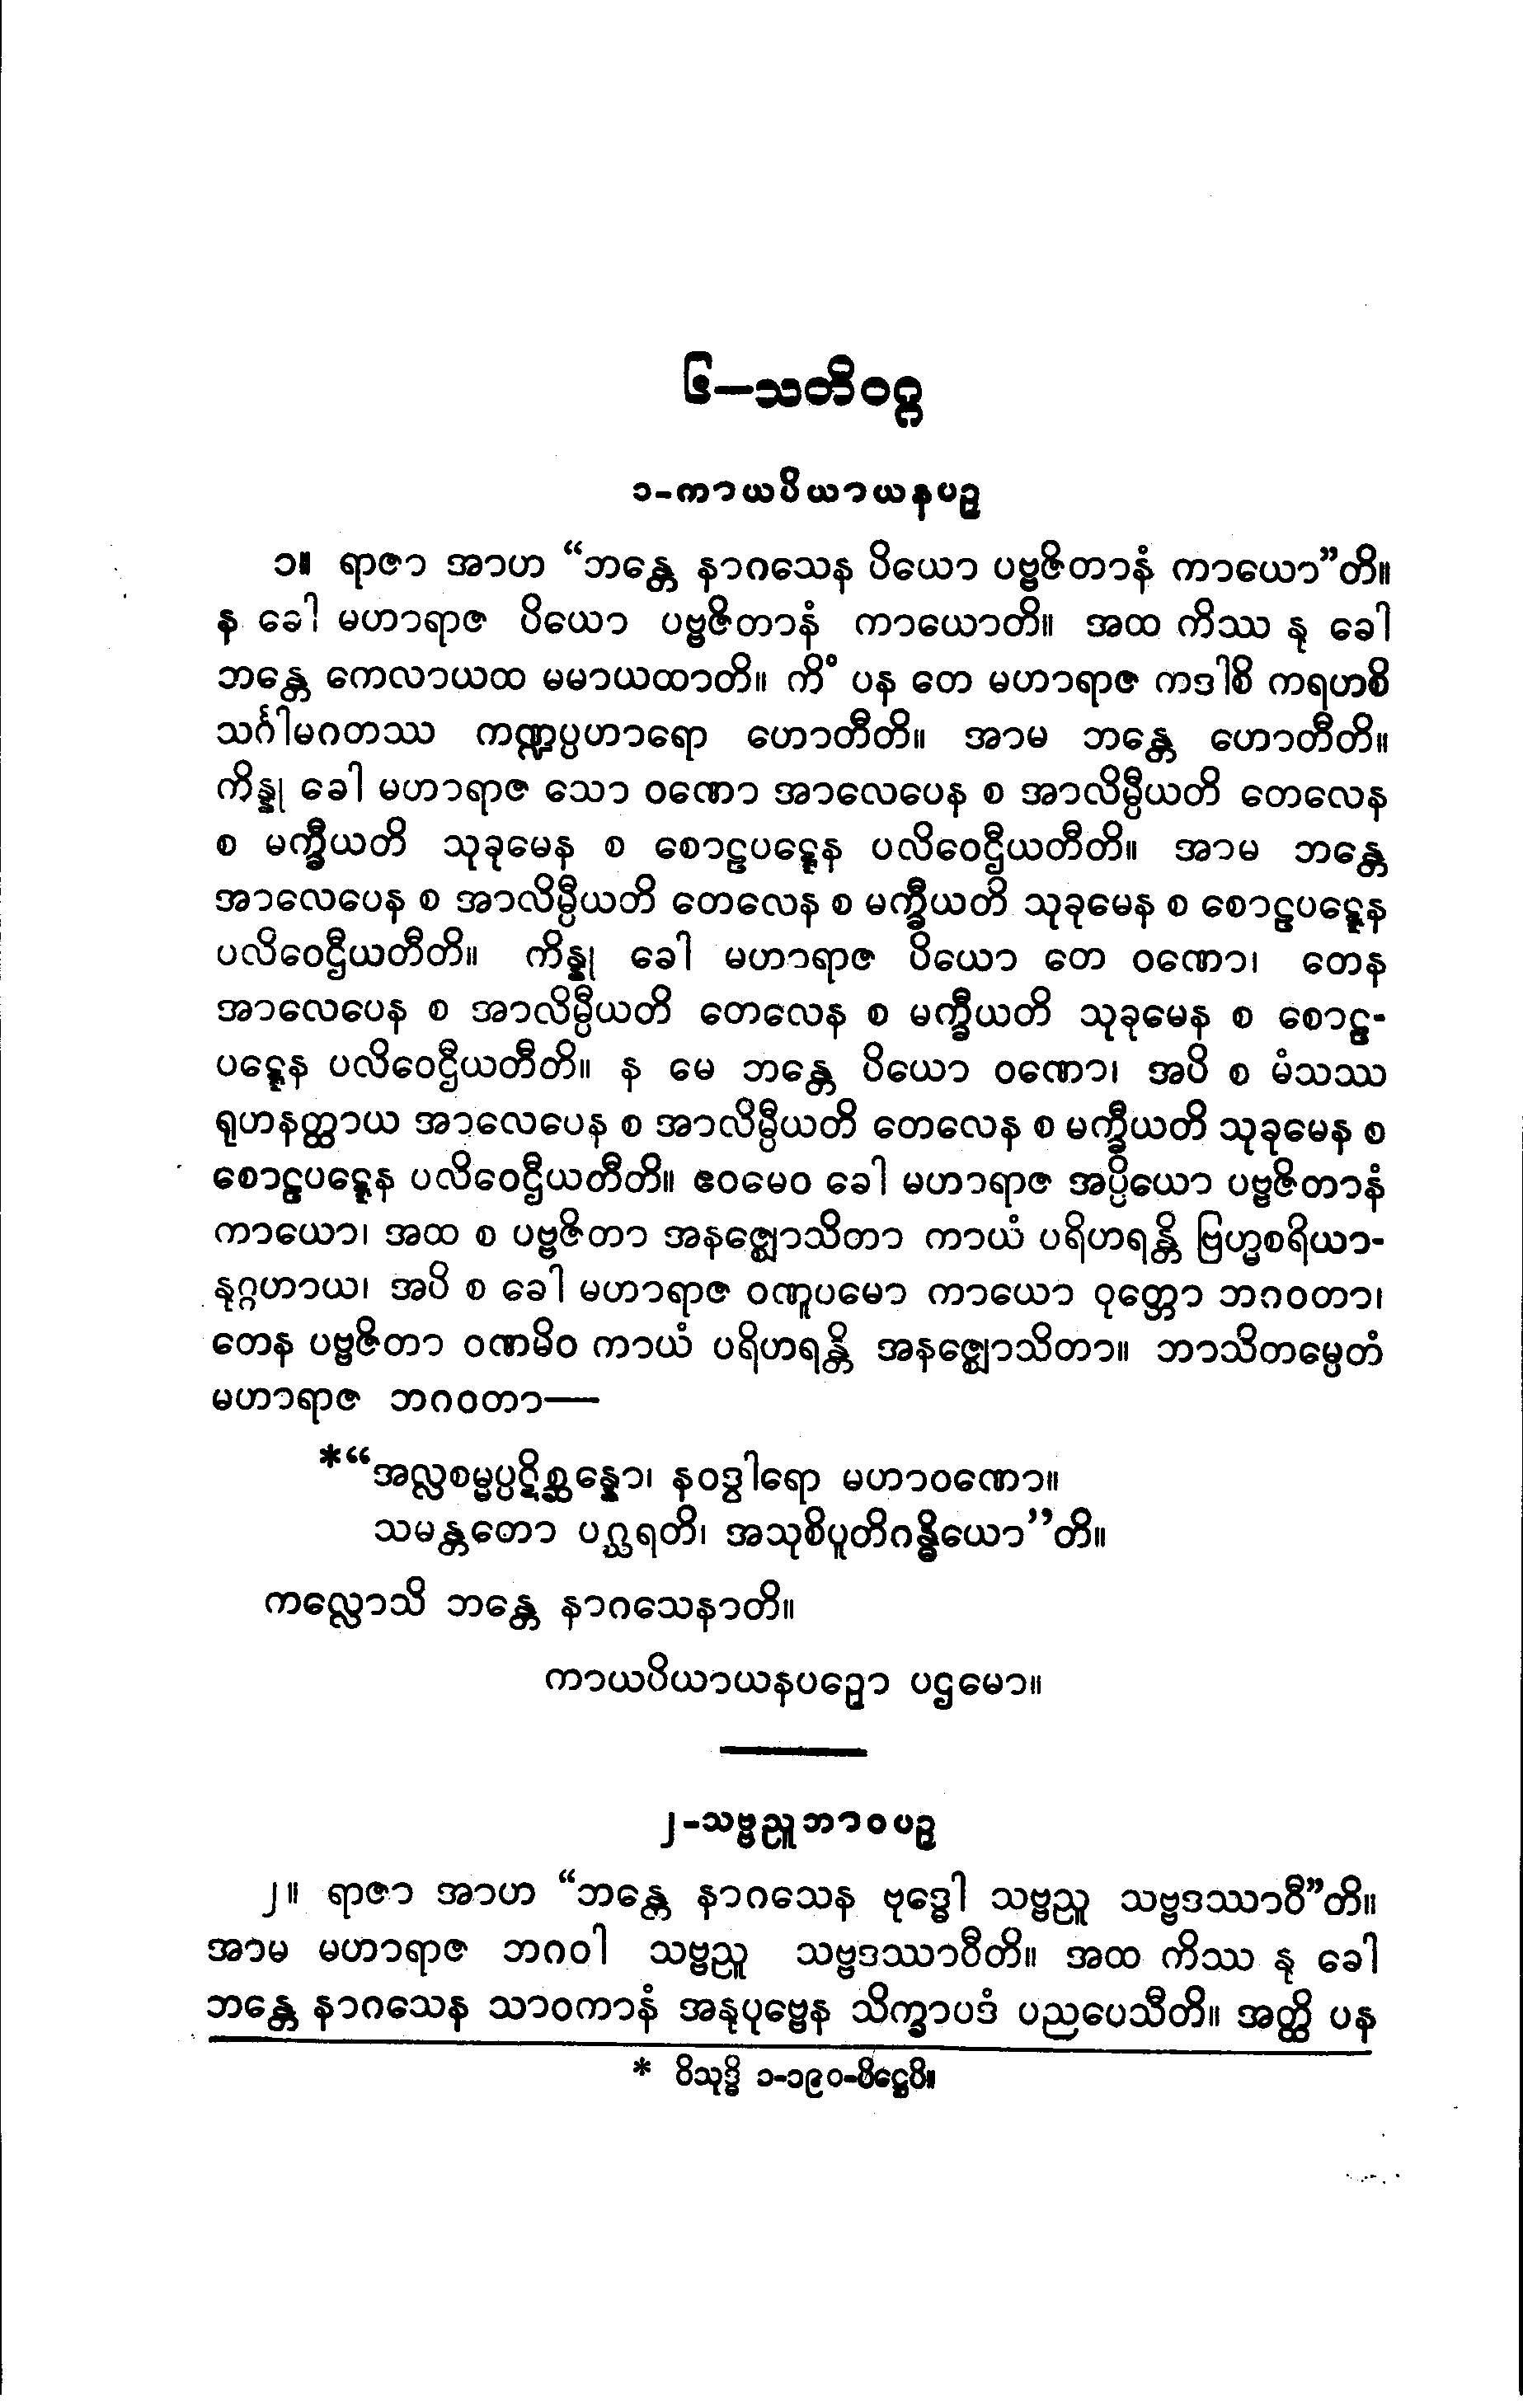 ၆—သတိဝဂ္ဂ
၁-ကာယပိယာယနပဉှ
၁။ ရာဇာ အာဟ “ဘန္တေ နာဂသေန ပိယော ပဗ္ဗဇိတာနံ ကာယော”တိ။
န ခေါ မဟာရာဇ ပိယော ပဗ္ဗဇိတာနံ ကာယောတိ။ အထ ကိဿ နု ခေါ
ဘန္တေ ကေလာယထ မမာယထာတိ။ ကိံ ပန တေ မဟာရာဇ ကဒါစိ ကရဟစိ
သင်္ဂါမဂတဿ ကဏ္ဍပ္ပဟာရော ဟောတီတိ။ အာမ ဘန္တေ ဟောတီတိ။
ကိန္နု ခေါ မဟာရာဇ သော ဝဏော အာလေပေန စ အာလိမ္ပီယတိ တေလေန
စ မက္ခီယတိ သုခုမေန စ စောဠပဋ္ဋေန ပလိဝေဌီယတီတိ။ အာမ ဘန္တေ
အာလေပေန စ အာလိမ္ပီယတိ တေလေန စ မက္ခီယတိ သုခုမေန စ စောဠပဋ္ဋေန
ပလိဝေဌီယတီတိ။ ကိန္နု ခေါ မဟာရာဇ ပိယော တေ ဝဏော၊ တေန
အာလေပေန စ အာလိမ္ပီယတိ တေလေန စ မက္ခီယတိ သုခုမေန စ စောဠ-
ပဋ္ဋေန ပလိဝေဌီယတီတိ။ န မေ ဘန္တေ ပိယော ဝဏော၊ အပိ စ မံသဿ
ရုဟနတ္ထာယ အာလေပေန စ အာလိမ္ပီယတိ တေလေန စ မက္ခီယတိ သုခုမေန စ
စောဠပဋ္ဋေန ပလိဝေဌီယတီတိ။ ဧဝမေဝ ခေါ မဟာရာဇ အပ္ပိယော ပဗ္ဗဇိတာနံ
ကာယော၊ အထ စ ပဗ္ဗဇိတာ အနဇ္ဈောသိတာ ကာယံ ပရိဟရန္တိ ဗြဟ္မစရိယာ-
နုဂ္ဂဟာယ၊ အပိ စ ခေါ မဟာရာဇ ဝဏူပမော ကာယော ဝုတ္တော ဘဂဝတာ၊
တေန ပဗ္ဗဇိတာ ဝဏမိဝ ကာယံ ပရိဟရန္တိ အနဇ္ဈောသိတာ။ ဘာသိတမ္ပေတံ
မဟာရာဇ ဘဂဝတာ—
*“အလ္လစမ္မပ္ပဋိစ္ဆန္နော၊ နဝဒွါရော မဟာဝဏော။
သမန္တတော ပဂ္ဃရတိ၊ အသုစိပူတိဂန္ဓိယော”တိ။
ကလ္လောသိ ဘန္တေ နာဂသေနာတိ။
ကာယပိယာယနပဉှော ပဌမော။
၂-သဗ္ဗညူဘာဝပဉှ
၂။ ရာဇာ အာဟ “ဘန္တေ နာဂသေန ဗုဒ္ဓေါ သဗ္ဗညူ သဗ္ဗဒဿာဝီ”တိ။
အာမ မဟာရာဇ ဘဂဝါ သဗ္ဗညူ သဗ္ဗဒဿာဝီတိ။ အထ ကိဿ နု ခေါ
ဘန္တေ နာဂသေန သာဝကာနံ အနုပုဗ္ဗေန သိက္ခာပဒံ ပညပေသီတိ။ အတ္ထိ ပန
* ဝိသုဒ္ဓိ ၁-၁၉၀-ပိဋ္ဌေပိ။